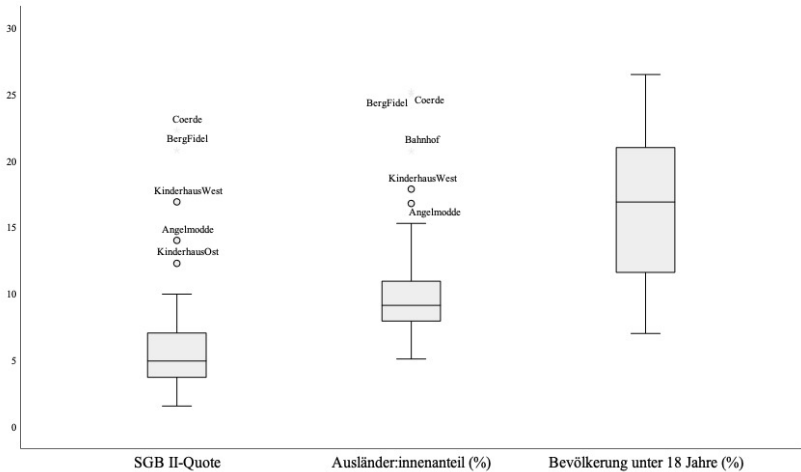 30
25
20
15
10
5
0
Coerde
BergFidel
KinderhausWest
Angelmodde
KinderhausOst
BergFidel
Coerde
Bahnhof
KinderhausWest
Angelmodde
SGB II-Quote
Ausländer:innenanteil (%)
Bevölkerung unter 18 Jahre (%)